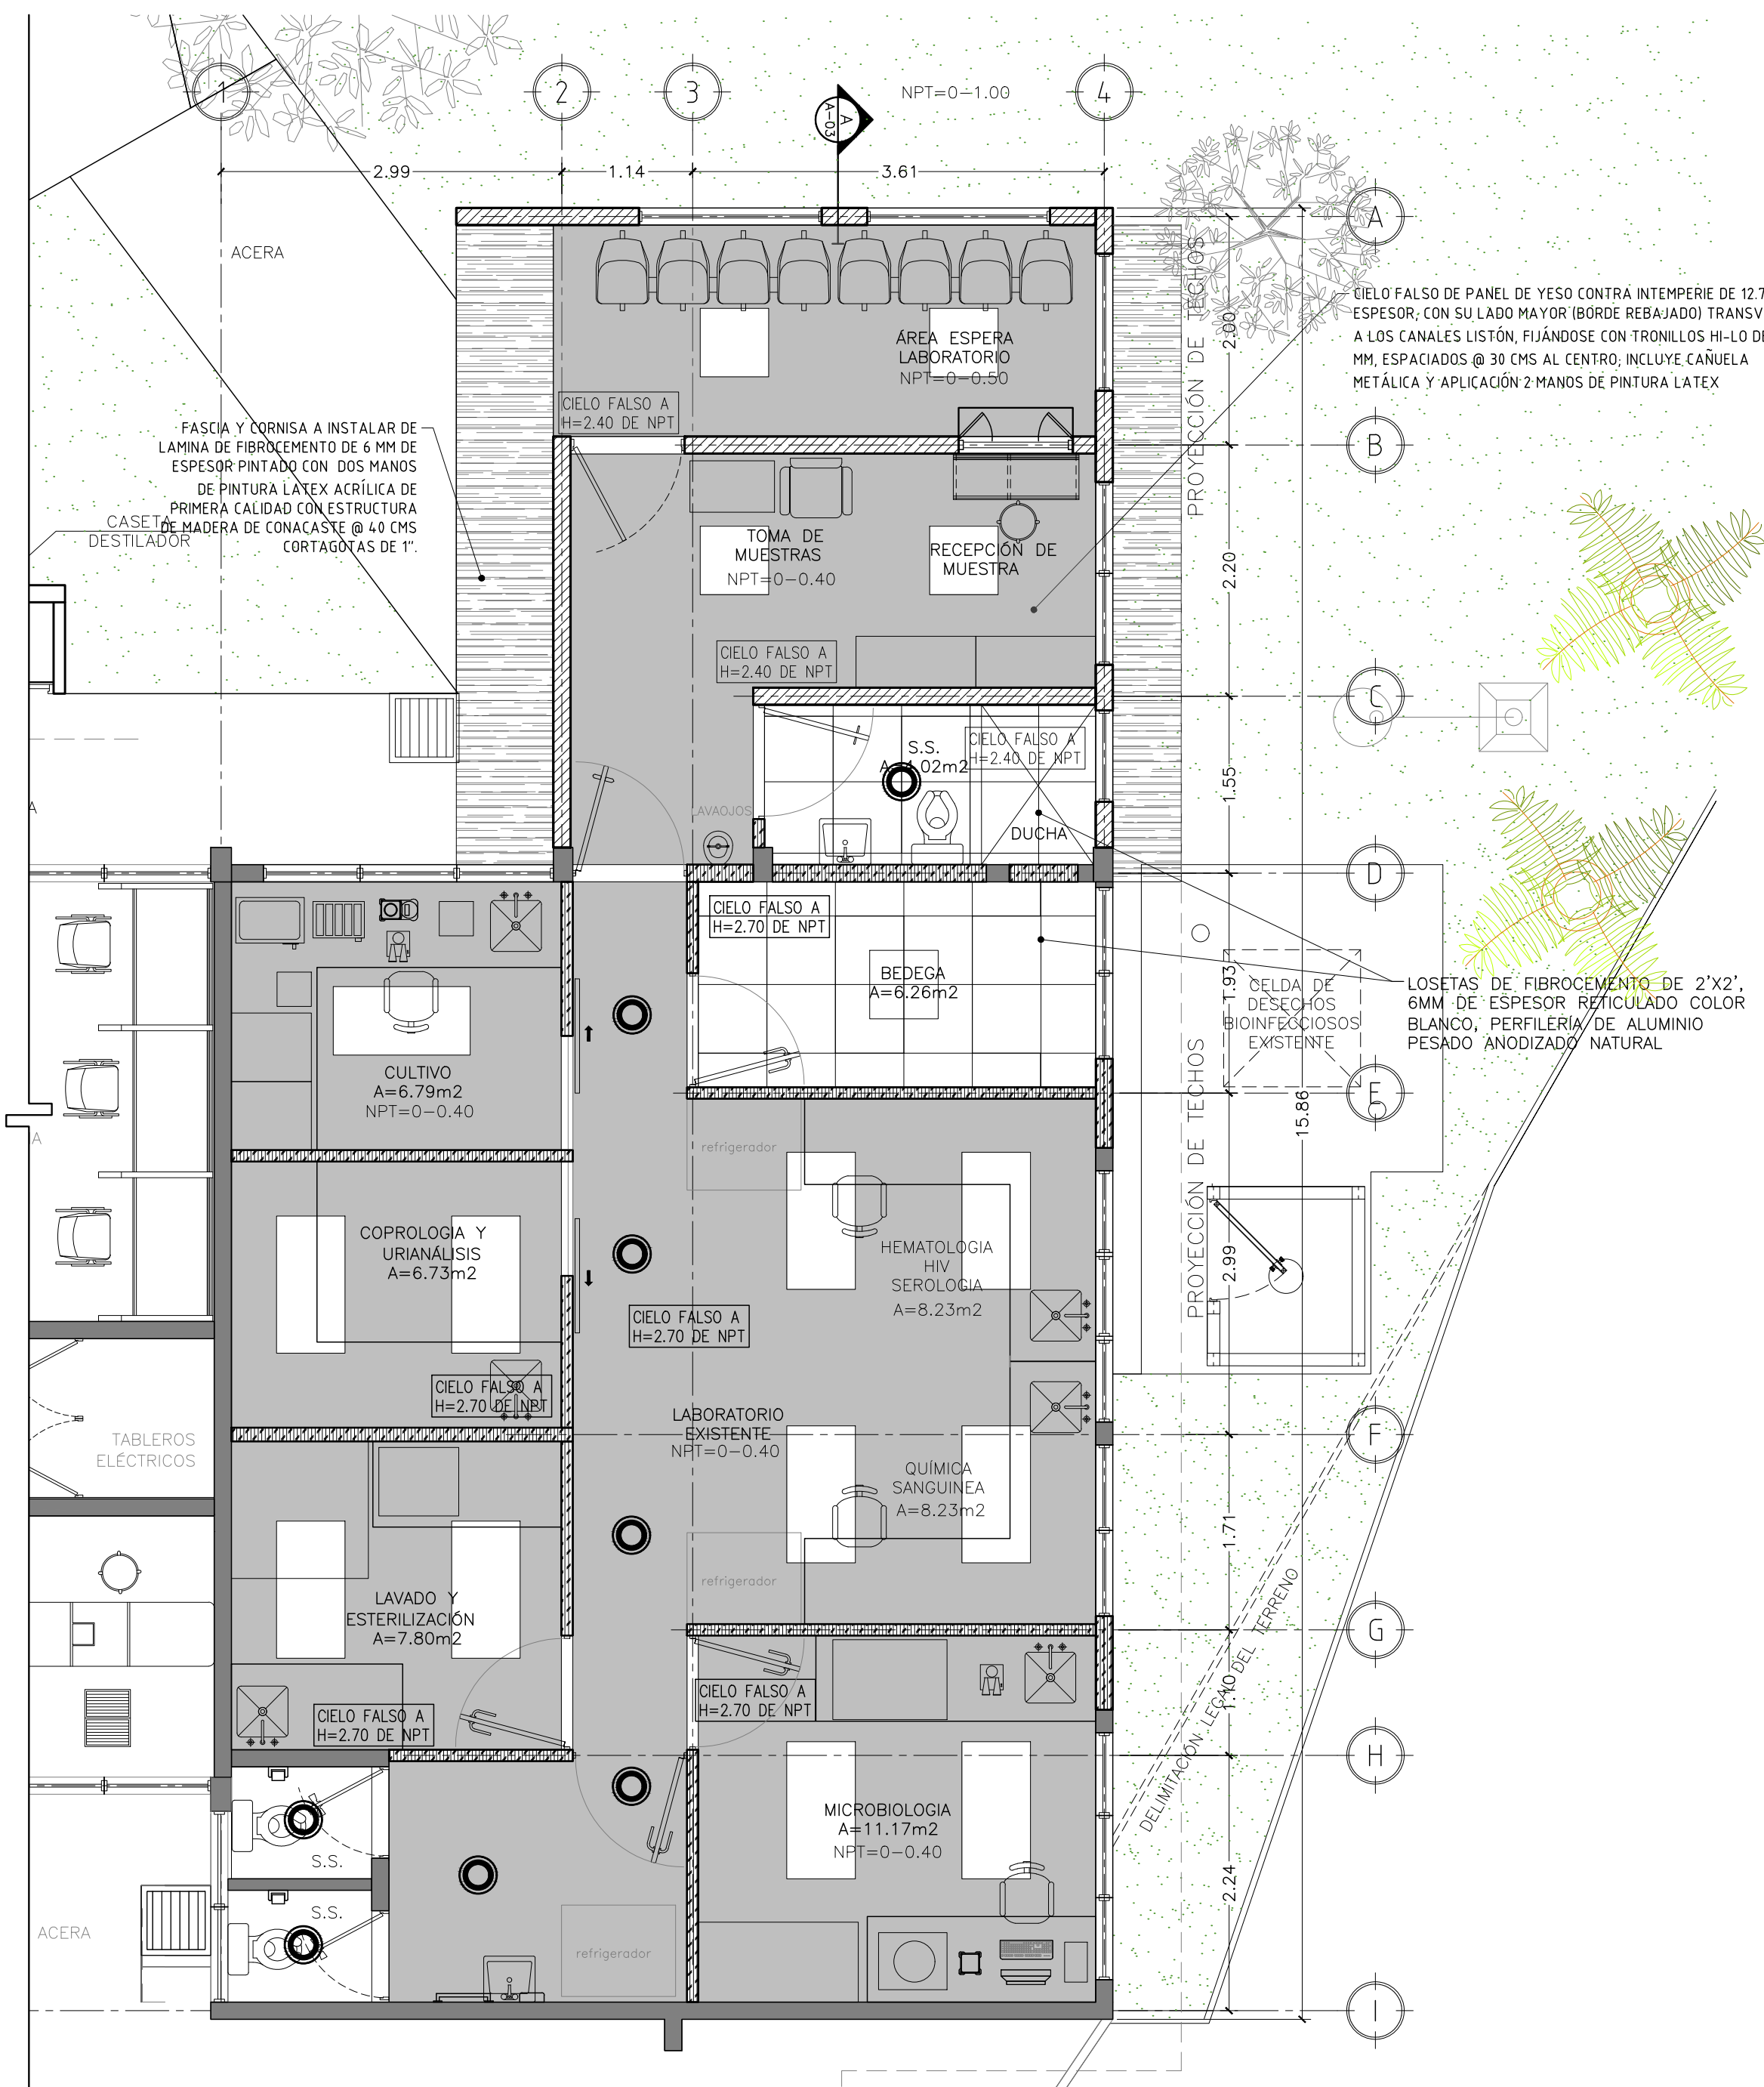 1
2
3
4
NPT=0-1.00
A
A-03
2.99
1.14
3.61
A
ACERA
PROYECCIÓN DE TECHOS
2.00
CIELO FALSO DE PANEL DE YESO CONTRA INTEMPERIE DE 12.7
ESPESOR, CON SU LADO MAYOR (BORDE REBAJADO) TRANSV
A LOS CANALES LISTÓN, FIJÁNDOSE CON TRONILLOS HI-LO DE
MM, ESPACIADOS @ 30 CMS AL CENTRO; INCLUYE CAÑUELA
METÁLICA Y APLICACIÓN 2 MANOS DE PINTURA LATEX
ÁREA ESPERA
LABORATORIO
NPT=0-0.50
CIELO FALSO A
H=2.40 DE NPT
FASCIA Y CORNISA A INSTALAR DE
LAMINA DE FIBROCEMENTO DE 6 MM DE
ESPESOR PINTADO CON DOS MANOS
DE PINTURA LATEX ACRÍLICA DE
PRIMERA CALIDAD CON ESTRUCTURA
DE MADERA DE CONACASTE @ 40 CMS
CORTAGOTAS DE 1".
CASETA
DESTILADOR
B
TOMA DE
MUESTRAS
NPT=0-0.40
RECEPCIÓN DE
MUESTRA
2.20
CIELO FALSO A
H=2.40 DE NPT
C
S.S.
A=4.02m2
CIELO FALSO A
H=2.40 DE NPT
1.55
A
LAVAOJOS
DUCHA
D
CIELO FALSO A
H=2.70 DE NPT
BEDEGA
A=6.26m2
1.93
CELDA DE
DESECHOS
BIOINFECCIOSOS
EXISTENTE
LOSETAS DE FIBROCEMENTO DE 2'X2',
6MM DE ESPESOR RETICULADO COLOR
BLANCO, PERFILERÍA DE ALUMINIO
PESADO ANODIZADO NATURAL
CULTIVO
A=6.79m2
NPT=0-0.40
E
15.86
A
refrigerador
PROYECCIÓN DE TECHOS
COPROLOGIA Y
URIANÁLISIS
A=6.73m2
HEMATOLOGIA
HIV
SEROLOGIA
A=8.23m2
2.99
CIELO FALSO A
H=2.70 DE NPT
CIELO FALSO A
H=2.70 DE NPT
LABORATORIO
EXISTENTE
NPT=0-0.40
F
TABLEROS
ELÉCTRICOS
QUÍMICA
SANGUINEA
A=8.23m2
1.71
refrigerador
LAVADO Y
ESTERILIZACIÓN
A=7.80m2
G
DELIMITACIÓN LEGAL DEL TERRENO
1.10
CIELO FALSO A
H=2.70 DE NPT
CIELO FALSO A
H=2.70 DE NPT
H
MICROBIOLOGIA
A=11.17m2
NPT=0-0.40
S.S.
2.24
S.S.
ACERA
refrigerador
I